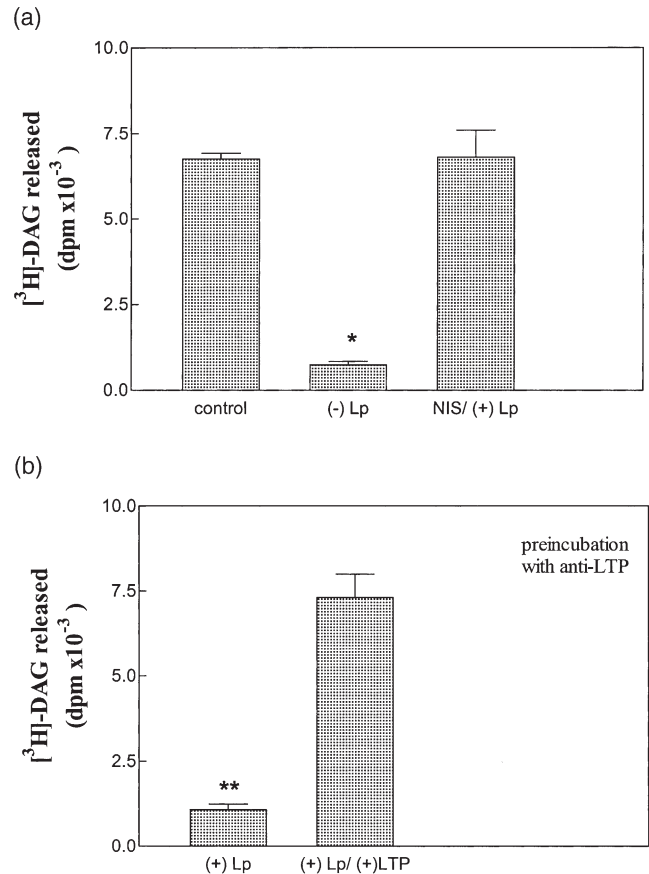 (a)
10.0
7.5
5.0
2.5
0.0
[³H]-DAG released
(dpm x10⁻³ )
*
control
(-) Lp
NIS/ (+) Lp
(b)
10.0
7.5
5.0
2.5
0.0
[³H]-DAG released
(dpm x10⁻³ )
preincubation
with anti-LTP
**
(+) Lp
(+) Lp/ (+)LTP